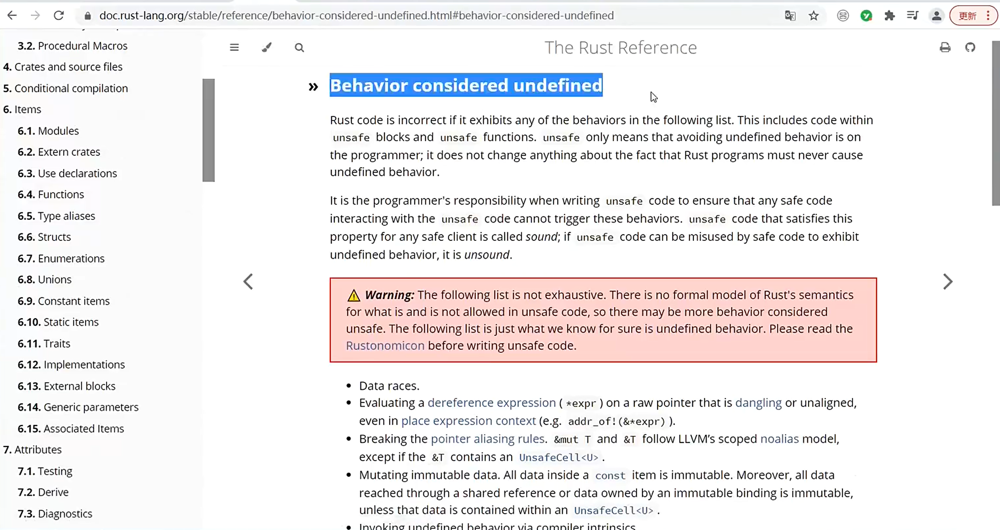 doc.rust-lang.org/stable/reference/behavior-considered-undefined.html#behavior-considered-undefined
更新
3.2. Procedural Macros
4. Crates and source files
5. Conditional compilation
6. Items
6.1. Modules
6.2. Extern crates
6.3. Use declarations
6.4. Functions
6.5. Type aliases
6.6. Structs
6.7. Enumerations
6.8. Unions
6.9. Constant items
6.10. Static items
6.11. Traits
6.12. Implementations
6.13. External blocks
6.14. Generic parameters
6.15. Associated Items
7. Attributes
7.1. Testing
7.2. Derive
7.3. Diagnostics
The Rust Reference
» Behavior considered undefined
Rust code is incorrect if it exhibits any of the behaviors in the following list. This includes code within
unsafe blocks and unsafe functions. unsafe only means that avoiding undefined behavior is on
the programmer; it does not change anything about the fact that Rust programs must never cause
undefined behavior.
It is the programmer's responsibility when writing unsafe code to ensure that any safe code
interacting with the unsafe code cannot trigger these behaviors. unsafe code that satisfies this
property for any safe client is called sound; if unsafe code can be misused by safe code to exhibit
undefined behavior, it is unsound.
Warning: The following list is not exhaustive. There is no formal model of Rust's semantics
for what is and is not allowed in unsafe code, so there may be more behavior considered
unsafe. The following list is just what we know for sure is undefined behavior. Please read the
Rustonomicon before writing unsafe code.
• Data races.
• Evaluating a dereference expression (*expr) on a raw pointer that is dangling or unaligned,
even in place expression context (e.g. addr_of!(&*expr)).
• Breaking the pointer aliasing rules. &mut T and &T follow LLVM’s scoped noalias model,
except if the &T contains an UnsafeCell<U>.
• Mutating immutable data. All data inside a const item is immutable. Moreover, all data
reached through a shared reference or data owned by an immutable binding is immutable,
unless that data is contained within an UnsafeCell<U>.
• Invoking undefined behavior via compiler intrinsics.